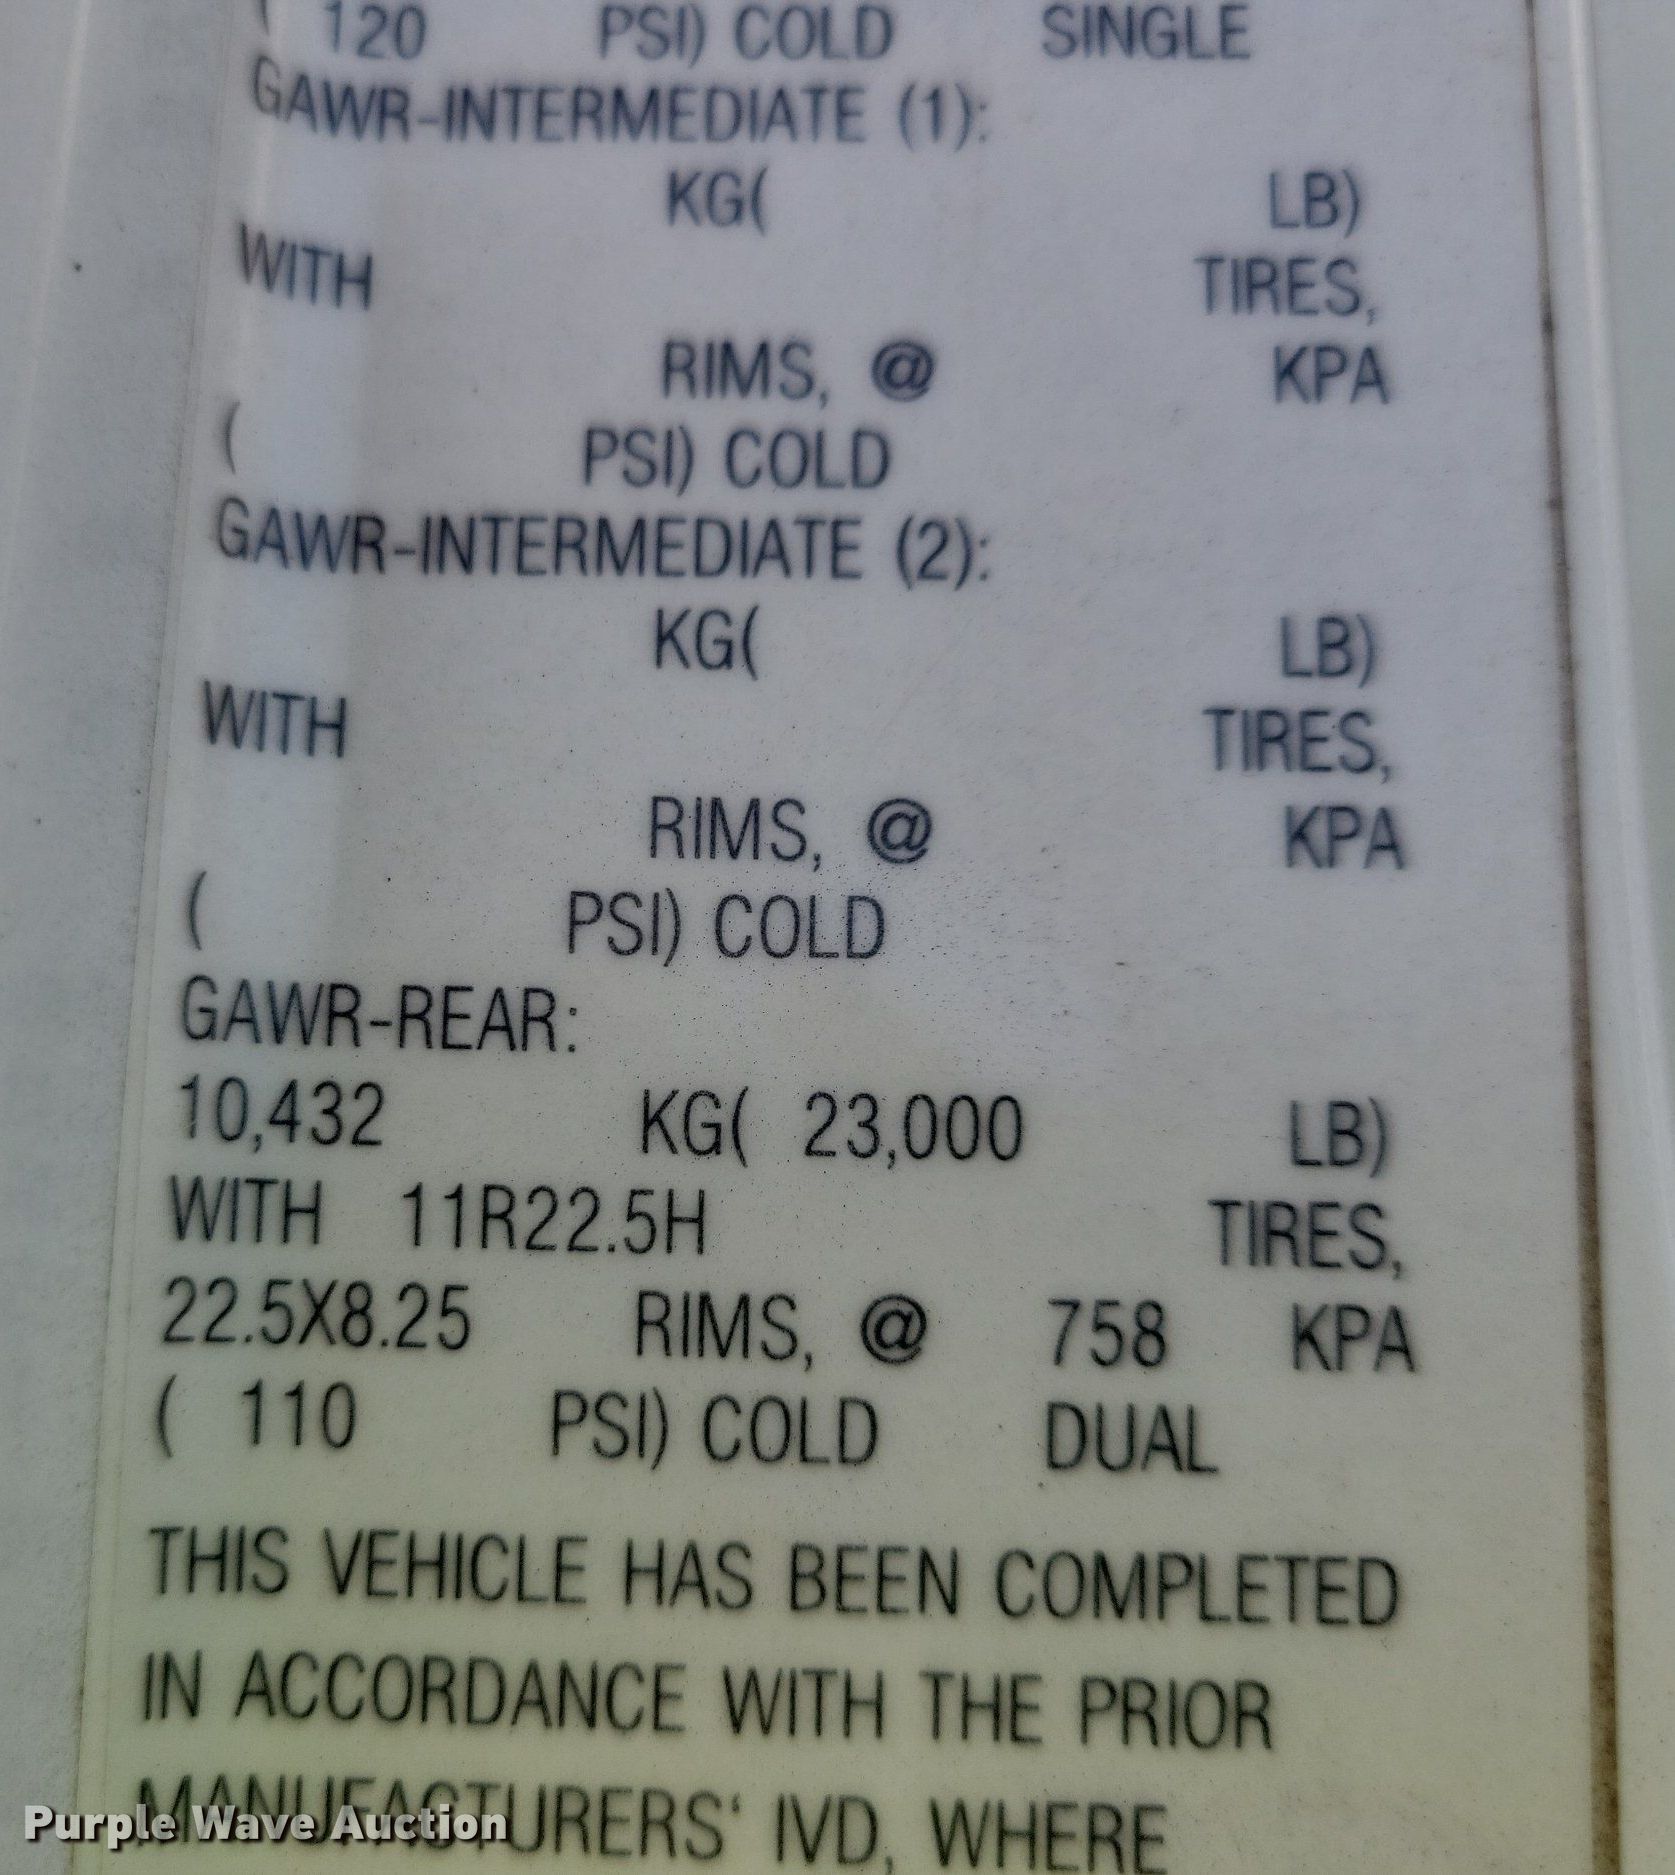 ( 120 PSI) COLD SINGLE
GAWR-INTERMEDIATE (1):
KG( LB)
WITH TIRES,
RIMS, @ KPA
( PSI) COLD
GAWR-INTERMEDIATE (2):
KG( LB)
WITH TIRES,
RIMS, @ KPA
( PSI) COLD
GAWR-REAR:
10,432 KG( 23,000 LB)
WITH 11R22.5H TIRES,
22.5X8.25 RIMS, @ 758 KPA
( 110 PSI) COLD DUAL
THIS VEHICLE HAS BEEN COMPLETED
IN ACCORDANCE WITH THE PRIOR
MANUFACTURERS' IVD, WHERE
Purple Wave Auction